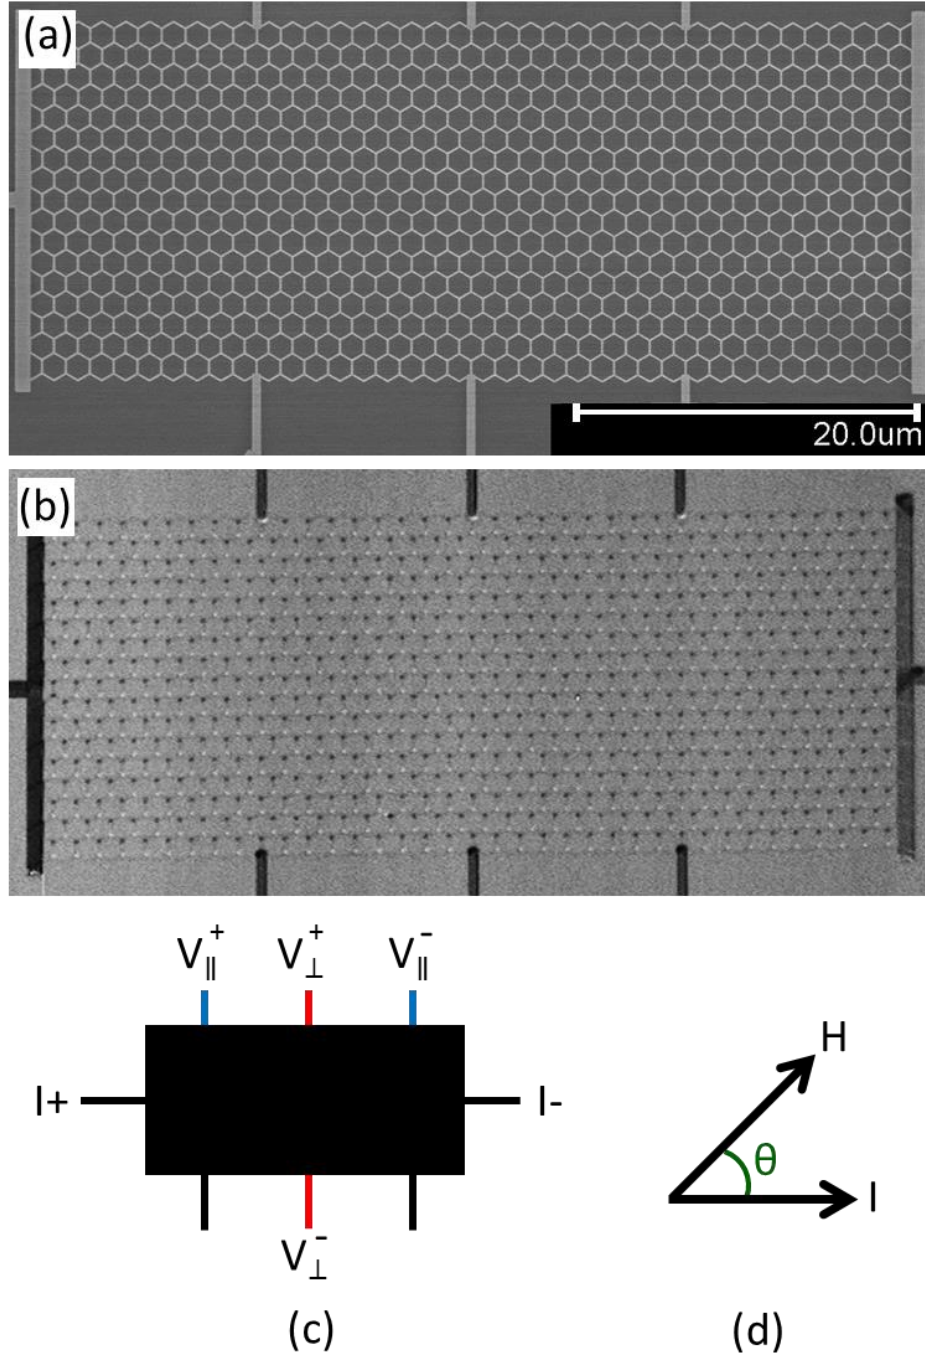 (a)
20.0um
(b)
V∥+ V⊥+ V∥-
I+ I-
V⊥-
H
θ
I
(c) (d)